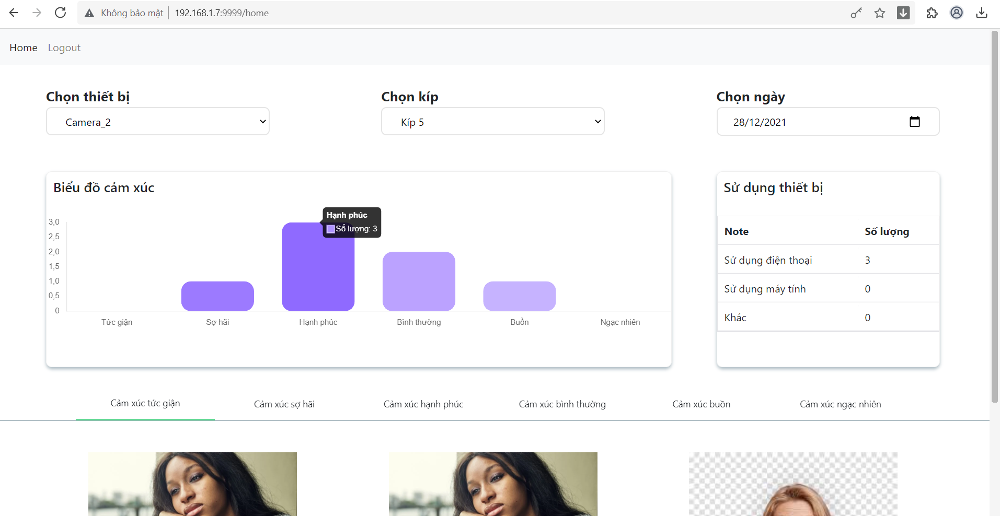 Không bảo mật 192.168.1.7:9999/home
Home Logout
Chọn thiết bị Chọn kíp Chọn ngày
Camera_2 Kíp 5 28/12/2021
Biểu đồ cảm xúc
Hạnh phúc
Số lượng: 3
3,0
2,5
2,0
1,5
1,0
0,5
0
Tức giận Sợ hãi Hạnh phúc Bình thường Buồn Ngạc nhiên
Sử dụng thiết bị
Note Số lượng
Sử dụng điện thoại 3
Sử dụng máy tính 0
Khác 0
Cảm xúc tức giận Cảm xúc sợ hãi Cảm xúc hạnh phúc Cảm xúc bình thường Cảm xúc buồn Cảm xúc ngạc nhiên